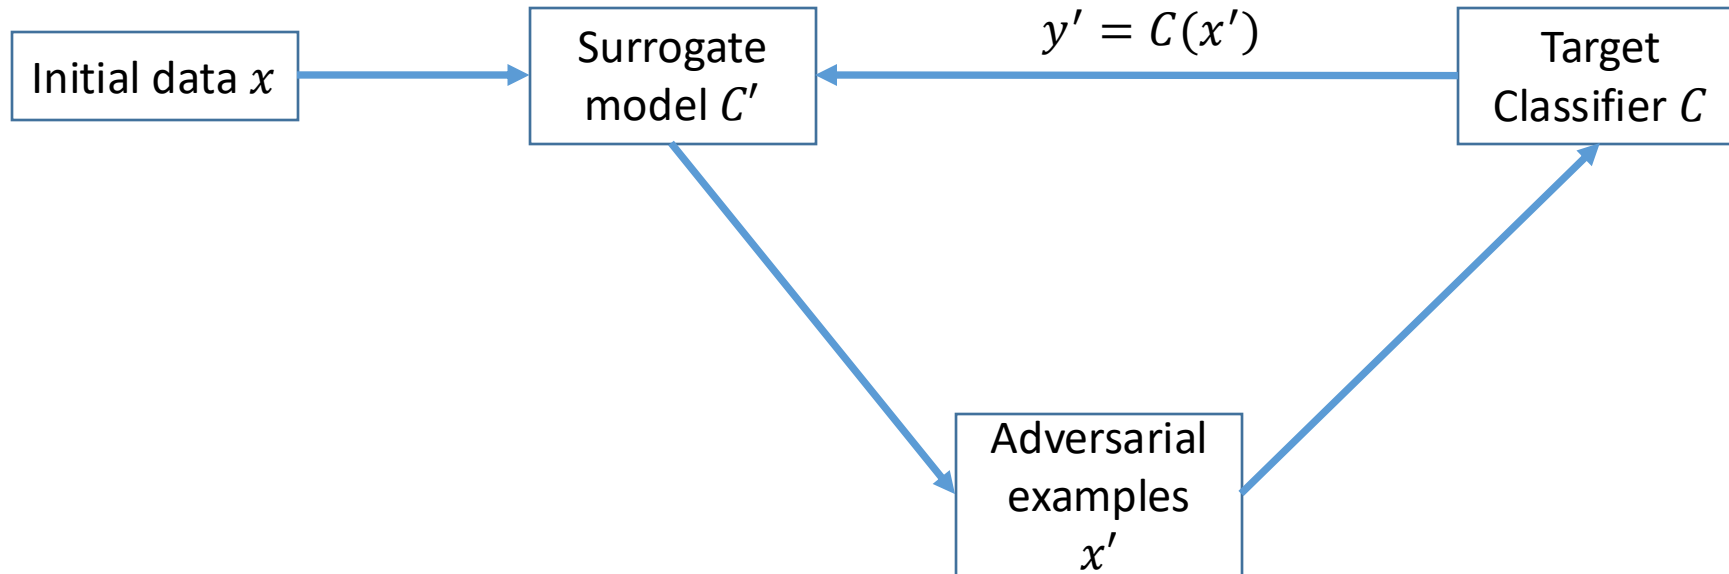 Initial data 𝑥
Surrogate
model 𝐶′
𝑦′ = 𝐶(𝑥′)
Target
Classifier 𝐶
Adversarial
examples
𝑥′